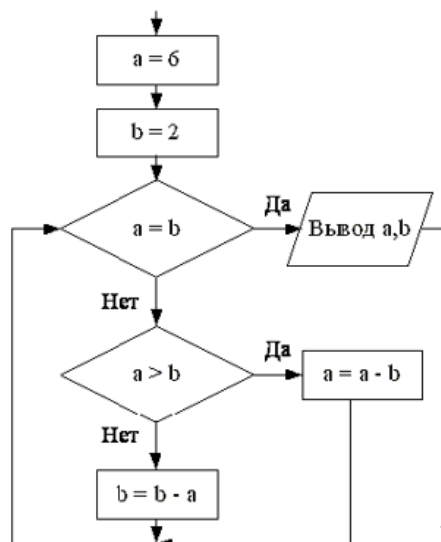 a = 6
b = 2
a = b
Да
Вывод a,b
Нет
a > b
Да
a = a - b
Нет
b = b - a